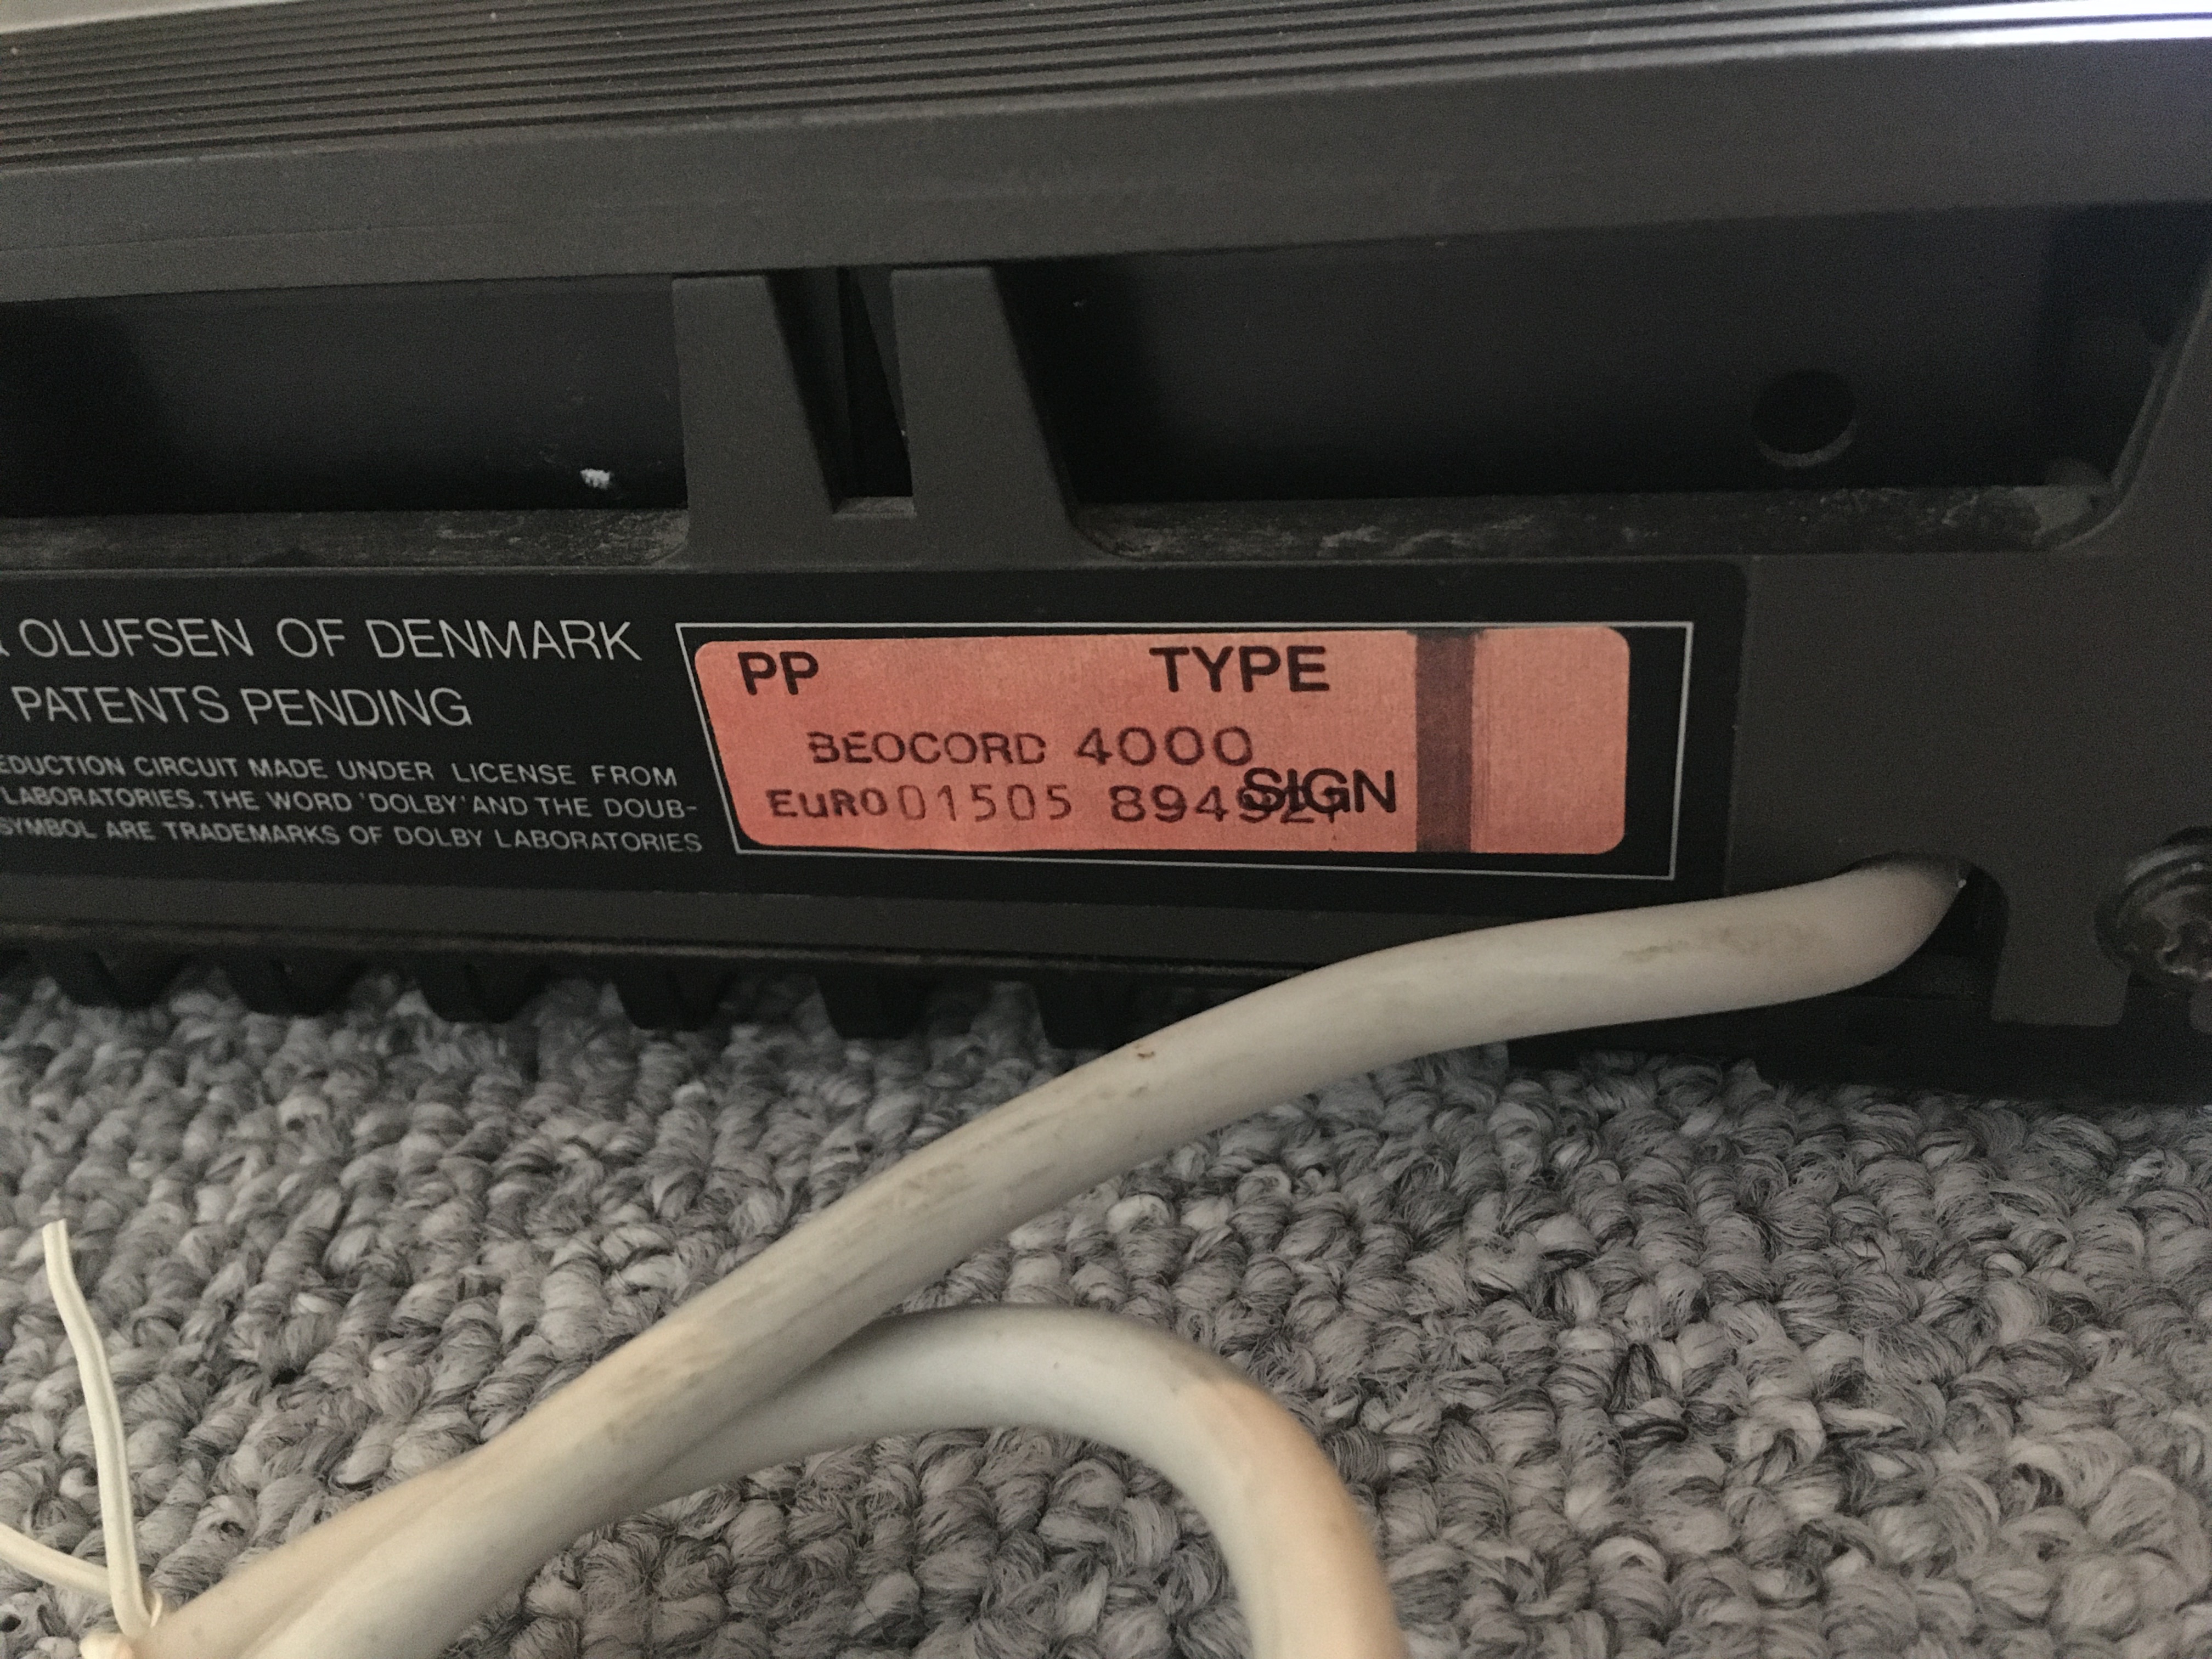 OLUFSEN OF DENMARK
PATENTS PENDING
EDUCTION CIRCUIT MADE UNDER LICENSE FROM
LABORATORIES. THE WORD 'DOLBY' AND THE DOUB-
SYMBOL ARE TRADEMARKS OF DOLBY LABORATORIES
PP TYPE
BEOCORD 4000
SIGN
EURO 01505